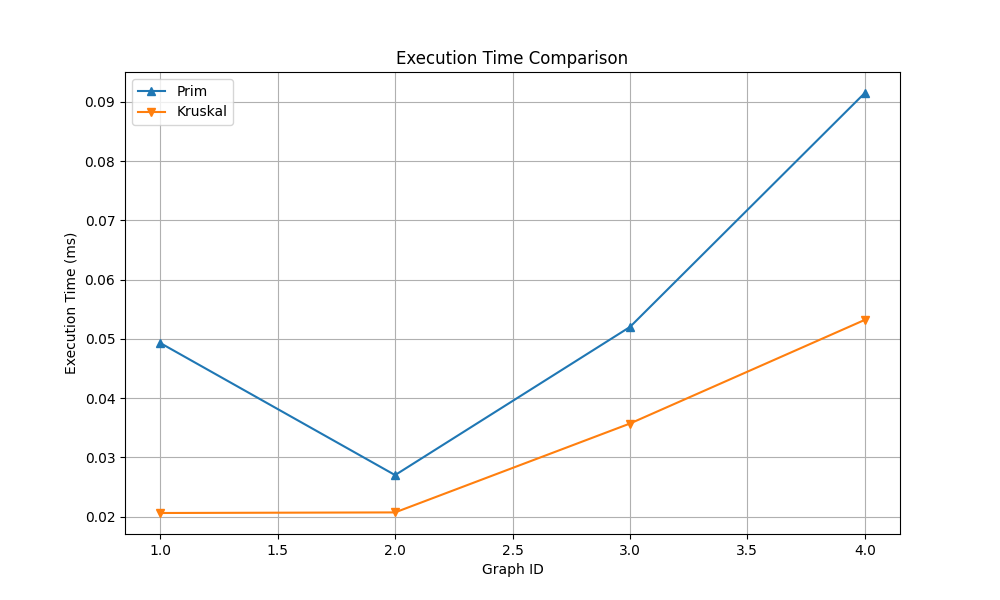 Execution Time Comparison
Prim
Kruskal
Execution Time (ms)
0.09
0.08
0.07
0.06
0.05
0.04
0.03
0.02
1.0 1.5 2.0 2.5 3.0 3.5 4.0
Graph ID